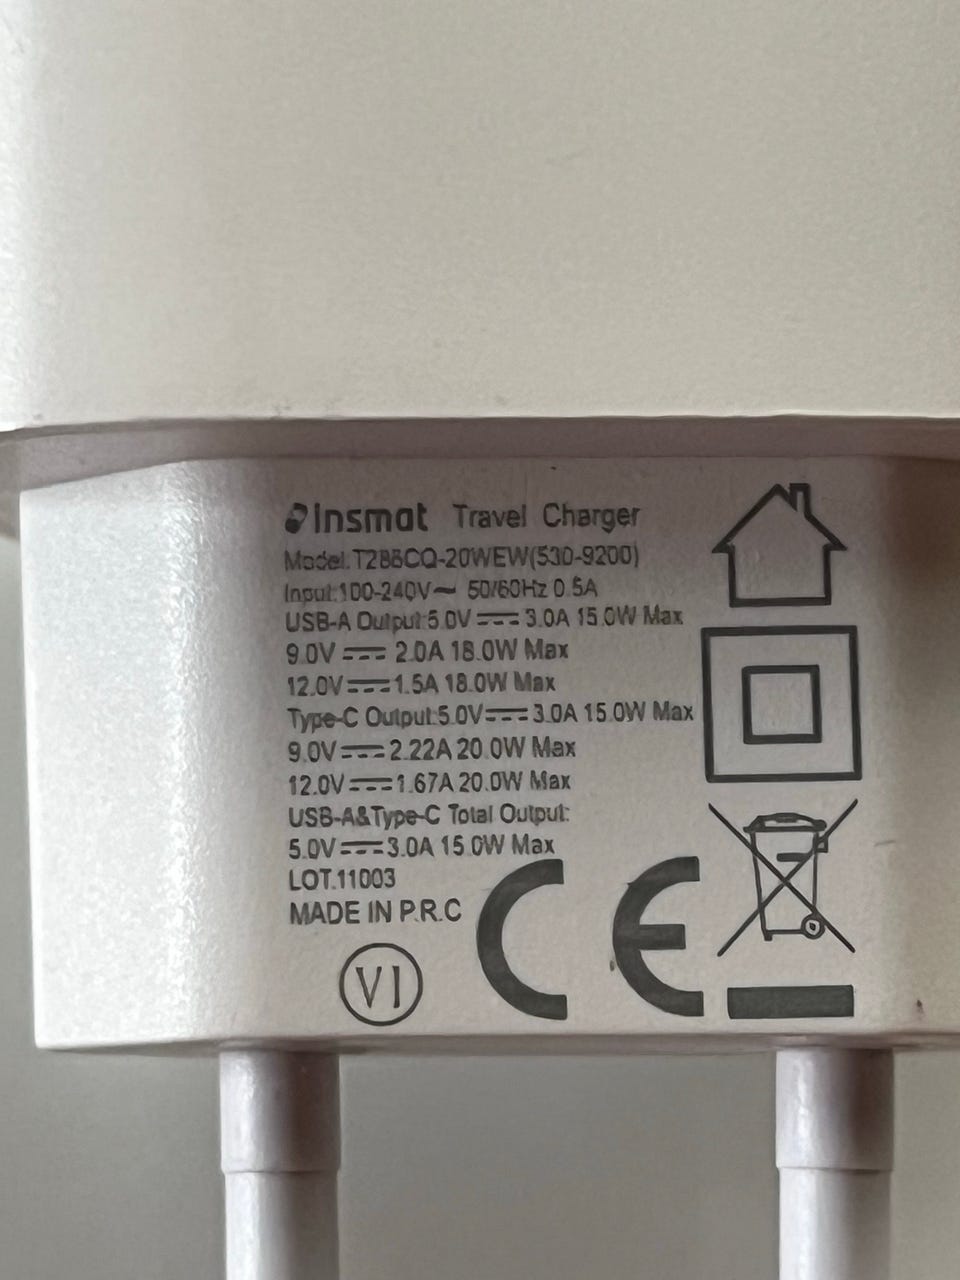 Insmat Travel Charger
Model:T286CQ-20WEW(530-9200)
Input:100-240V~ 50/60Hz 0.5A
USB-A Output:5.0V⎓3.0A 15.0W Max
9.0V⎓2.0A 18.0W Max
12.0V⎓1.5A 18.0W Max
Type-C Output:5.0V⎓3.0A 15.0W Max
9.0V⎓2.22A 20.0W Max
12.0V⎓1.67A 20.0W Max
USB-A&Type-C Total Output:
5.0V⎓3.0A 15.0W Max
LOT.11003
MADE IN P.R.C
VI
CE